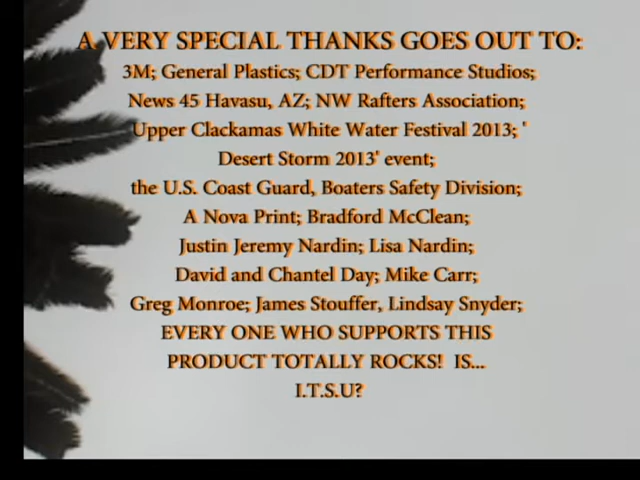 A VERY SPECIAL THANKS GOES OUT TO:
3M; General Plastics; CDT Performance Studios;
News 45 Havasu, AZ; NW Rafters Association;
Upper Clackamas White Water Festival 2013; '
Desert Storm 2013' event;
the U.S. Coast Guard, Boaters Safety Division;
A Nova Print; Bradford McClean;
Justin Jeremy Nardin; Lisa Nardin;
David and Chantel Day; Mike Carr;
Greg Monroe; James Stouffer, Lindsay Snyder;
EVERY ONE WHO SUPPORTS THIS
PRODUCT TOTALLY ROCKS!  IS...
I.T.S.U?